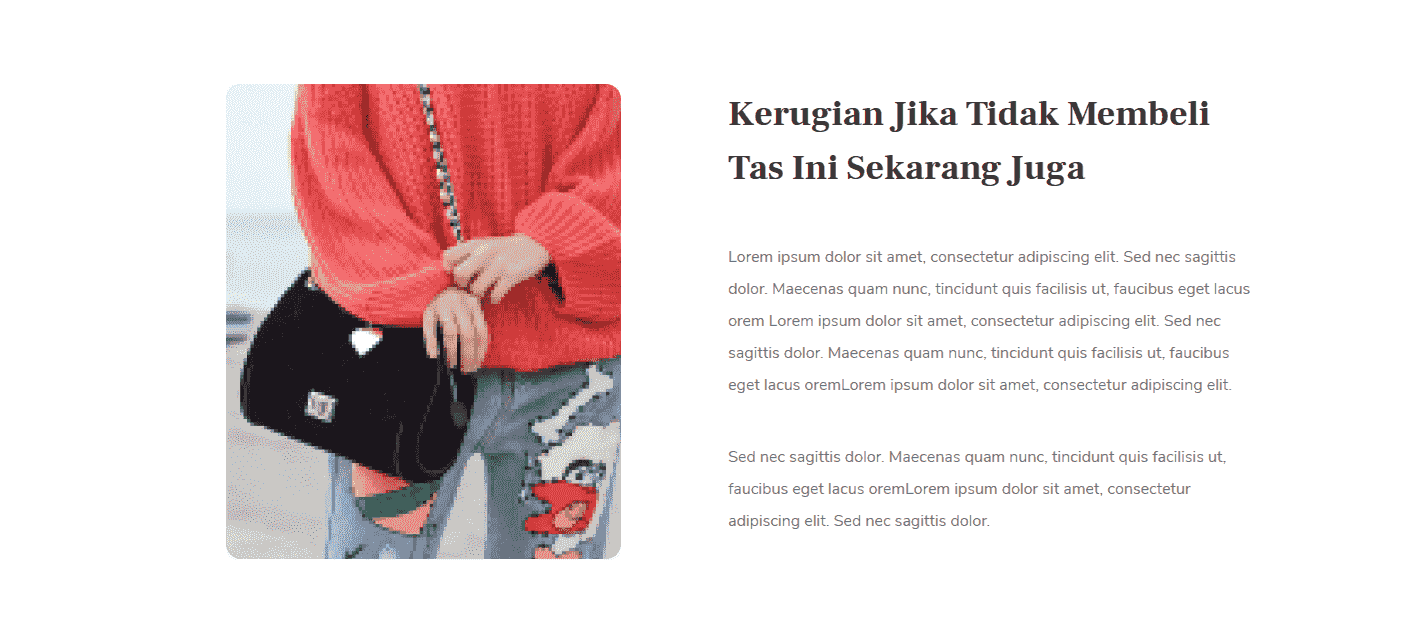 Kerugian Jika Tidak Membeli
Tas Ini Sekarang Juga
Lorem ipsum dolor sit amet, consectetur adipiscing elit. Sed nec sagittis
dolor. Maecenas quam nunc, tincidunt quis facilisis ut, faucibus eget lacus
orem Lorem ipsum dolor sit amet, consectetur adipiscing elit. Sed nec
sagittis dolor. Maecenas quam nunc, tincidunt quis facilisis ut, faucibus
eget lacus oremLorem ipsum dolor sit amet, consectetur adipiscing elit.
Sed nec sagittis dolor. Maecenas quam nunc, tincidunt quis facilisis ut,
faucibus eget lacus oremLorem ipsum dolor sit amet, consectetur
adipiscing elit. Sed nec sagittis dolor.